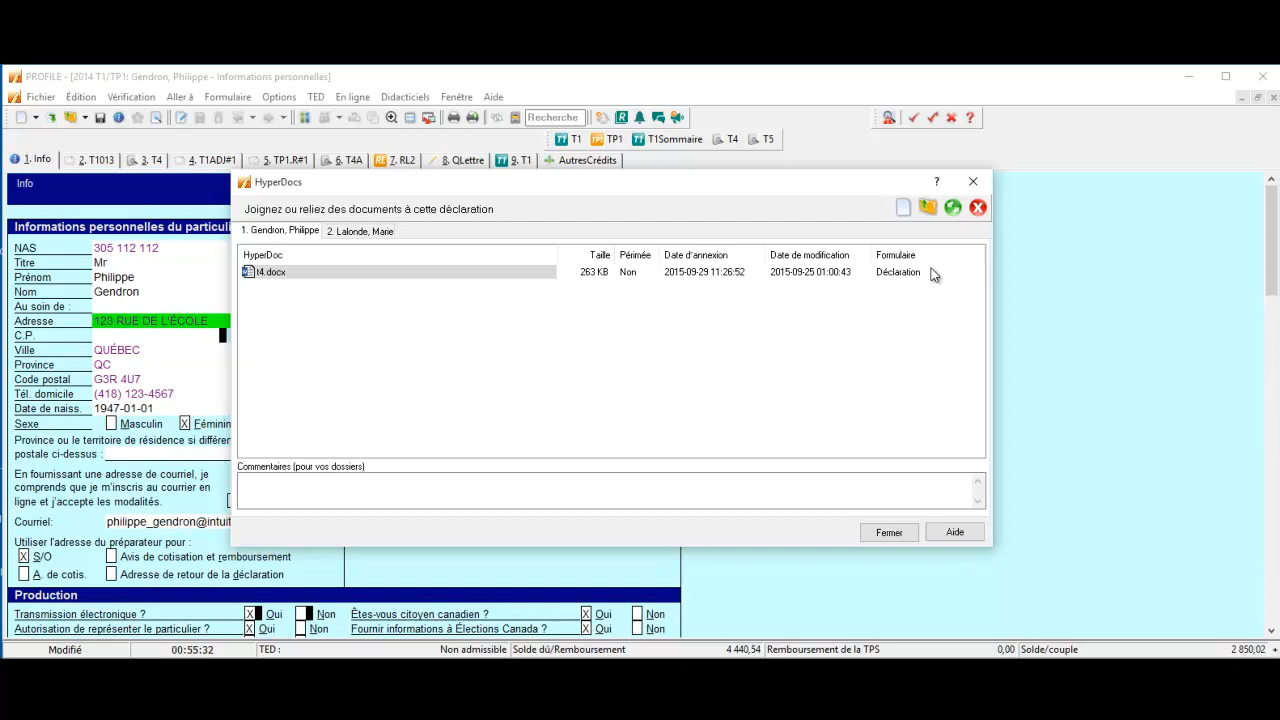 PROFILE - [2014 T1/TP1: Gendron, Philippe - Informations personnelles]
Fichier Édition Vérification Aller à Formulaire Options TED En ligne Didacticiels Fenêtre Aide
Recherche
T1 TP1 T1Sommaire T4 T5
1. Info 2. T1013 3. T4 4. T1ADJ#1 5. TP1.R#1 6. T4A 7. RL2 8. QLettre 9. T1 AutresCrédits
Info
HyperDocs
Joignez ou reliez des documents à cette déclaration
1. Gendron, Philippe 2. Lalonde, Marie
HyperDoc Taille Périmée Date d'annexion Date de modification Formulaire
t4.docx 263 KB Non 2015-09-29 11:26:52 2015-09-25 01:00:43 Déclaration
Commentaires (pour vos dossiers)
Fermer Aide
Informations personnelles du particuli
NAS 305 112 112
Titre Mr
Prénom Philippe
Nom Gendron
Au soin de :
Adresse 123 RUE DE L'ÉCOLE
C.P.
Ville QUÉBEC
Province QC
Code postal G3R 4U7
Tél. domicile (418) 123-4567
Date de naiss. 1947-01-01
Sexe Masculin X Féminin
Province ou le territoire de résidence si différer
postale ci-dessus :
En fournissant une adresse de courriel, je
comprends que je m'inscris au courrier en
ligne et j'accepte les modalités.
Courriel: philippe_gendron@intuit
Utiliser l'adresse du préparateur pour :
X S/O Avis de cotisation et remboursement
A. de cotis. Adresse de retour de la déclaration
Production
Transmission électronique ? X Oui Non Êtes-vous citoyen canadien ? X Oui Non
Autorisation de représenter le particulier ? X Oui Non Fournir informations à Élections Canada ? X Oui Non
Modifié 00:55:32 TED : Non admissible Solde dû/Remboursement 4 440,54 Remboursement de la TPS 0,00 Solde/couple 2 850,02